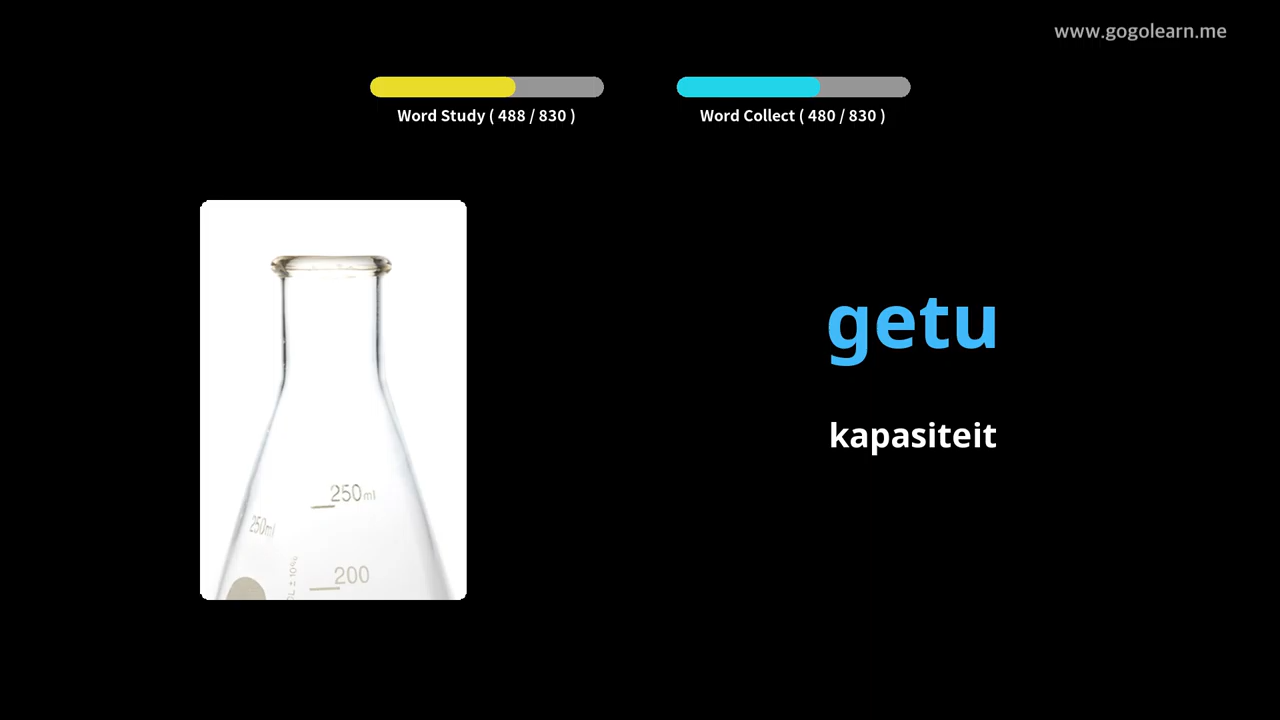 www.gogolearn.me
Word Study ( 488 / 830 )
Word Collect ( 480 / 830 )
getu
kapasiteit
250ml
250ml
200